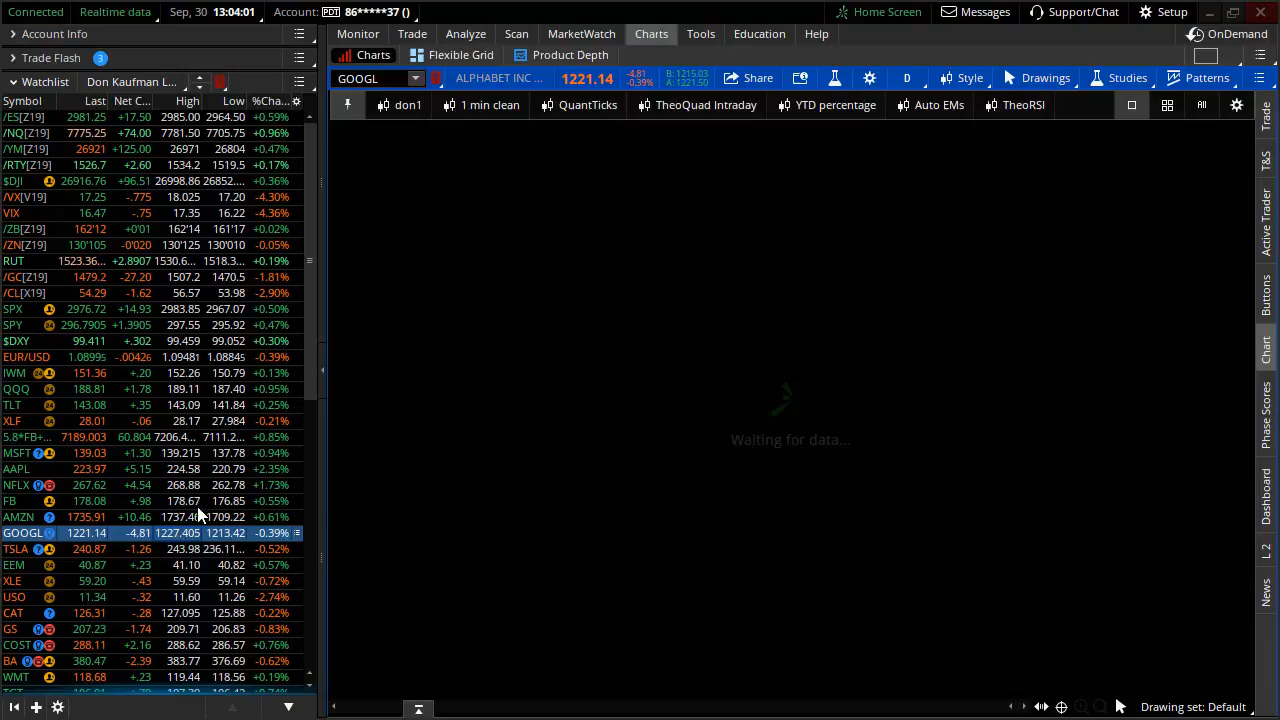 Connected Realtime data Sep, 30 13:04:01 Account: PDT 86*****37 () Home Screen Messages Support/Chat Setup
Account Info
Monitor Trade Analyze Scan MarketWatch Charts Tools Education Help OnDemand
Trade Flash 3
Charts Flexible Grid Product Depth
Watchlist Don Kaufman L...
GOOGL ALPHABET INC ... 1221.14 -4.81 -0.39% B: 1215.03 A: 1221.50 Share D Style Drawings Studies Patterns
Symbol Last Net C... High Low %Cha...
don1 1 min clean QuantTicks TheoQuad Intraday YTD percentage Auto EMs TheoRSI All
/ES[Z19] 2981.25 +17.50 2985.00 2964.50 +0.59%
/NQ[Z19] 7775.25 +74.00 7781.50 7705.75 +0.96%
/YM[Z19] 26921 +125.00 26971 26804 +0.47%
/RTY[Z19] 1526.7 +2.60 1534.2 1519.5 +0.17%
$DJI 26916.76 +96.51 26998.86 26852.... +0.36%
/VX[V19] 17.25 -.775 18.025 17.20 -4.30%
VIX 16.47 -.75 17.35 16.22 -4.36%
/ZB[Z19] 162'12 +0'01 162'14 161'17 +0.02%
/ZN[Z19] 130'105 -0'020 130'125 130'010 -0.05%
RUT 1523.36... +2.8907 1530.6... 1518.3... +0.19%
/GC[Z19] 1479.2 -27.20 1507.2 1470.5 -1.81%
/CL[X19] 54.29 -1.62 56.57 53.98 -2.90%
SPX 2976.72 +14.93 2983.85 2967.07 +0.50%
SPY 24 296.7905 +1.3905 297.55 295.92 +0.47%
$DXY 99.411 +.302 99.459 99.052 +0.30%
EUR/USD 1.08995 -.00426 1.09481 1.08845 -0.39%
IWM 24 151.36 +.20 152.26 150.79 +0.13%
QQQ 24 188.81 +1.78 189.11 187.40 +0.95%
TLT 24 143.08 +.35 143.09 141.84 +0.25%
XLF 24 28.01 -.06 28.17 27.984 -0.21%
5.8*FB+... 7189.003 60.804 7206.4... 7111.2... +0.85%
Waiting for data...
MSFT ? 139.03 +1.30 139.215 137.78 +0.94%
AAPL 223.97 +5.15 224.58 220.79 +2.35%
NFLX 267.62 +4.54 268.88 262.78 +1.73%
FB 178.08 +.98 178.67 176.85 +0.55%
AMZN ? 1735.91 +10.46 1709.22 +0.61%
GOOGL 1221.14 -4.81 1227.405 1213.42 -0.39%
TSLA ? 240.87 -1.26 243.98 236.11... -0.52%
EEM 24 40.87 +.23 41.10 40.82 +0.57%
XLE 24 59.20 -.43 59.59 59.14 -0.72%
USO 24 11.34 -.32 11.60 11.26 -2.74%
CAT ? 126.31 -.28 127.095 125.88 -0.22%
GS 207.23 -1.74 209.71 206.83 -0.83%
COST 288.11 +2.16 288.62 286.57 +0.76%
BA 380.47 -2.39 383.77 376.69 -0.62%
WMT 118.68 +.23 119.44 118.56 +0.19%
Drawing set: Default
Trade
T&S
Active Trader
Buttons
Chart
Phase Scores
Dashboard
L 2
News